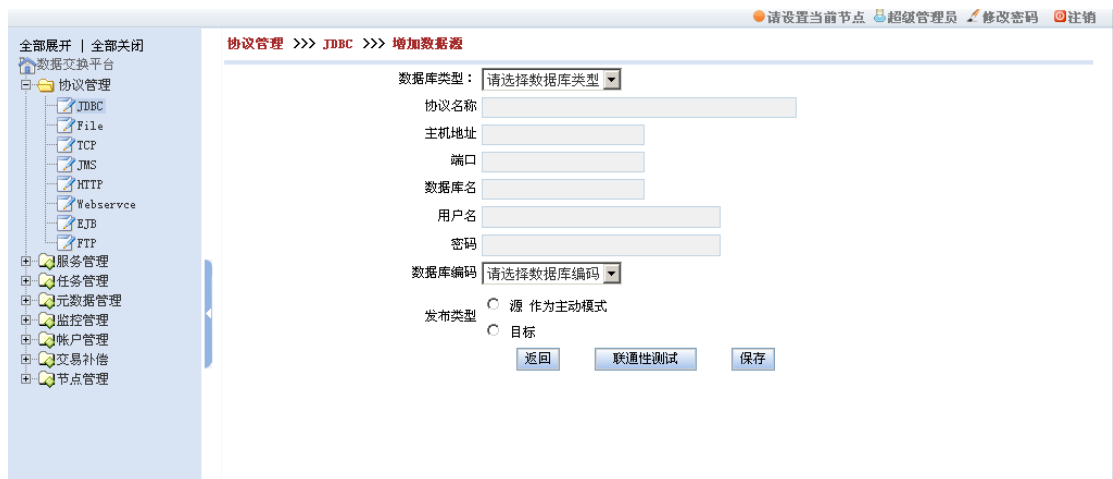 请设置当前节点 超级管理员 修改密码 注销
全部展开 | 全部关闭
数据交换平台
协议管理
JDBC
File
TCP
JMS
HTTP
Webservce
EJB
FTP
服务管理
任务管理
元数据管理
监控管理
帐户管理
交易补偿
节点管理
协议管理 >>> JDBC >>> 增加数据源
数据库类型： 请选择数据库类型
协议名称
主机地址
端口
数据库名
用户名
密码
数据库编码 请选择数据库编码
发布类型
源 作为主动模式
目标
返回 联通性测试 保存